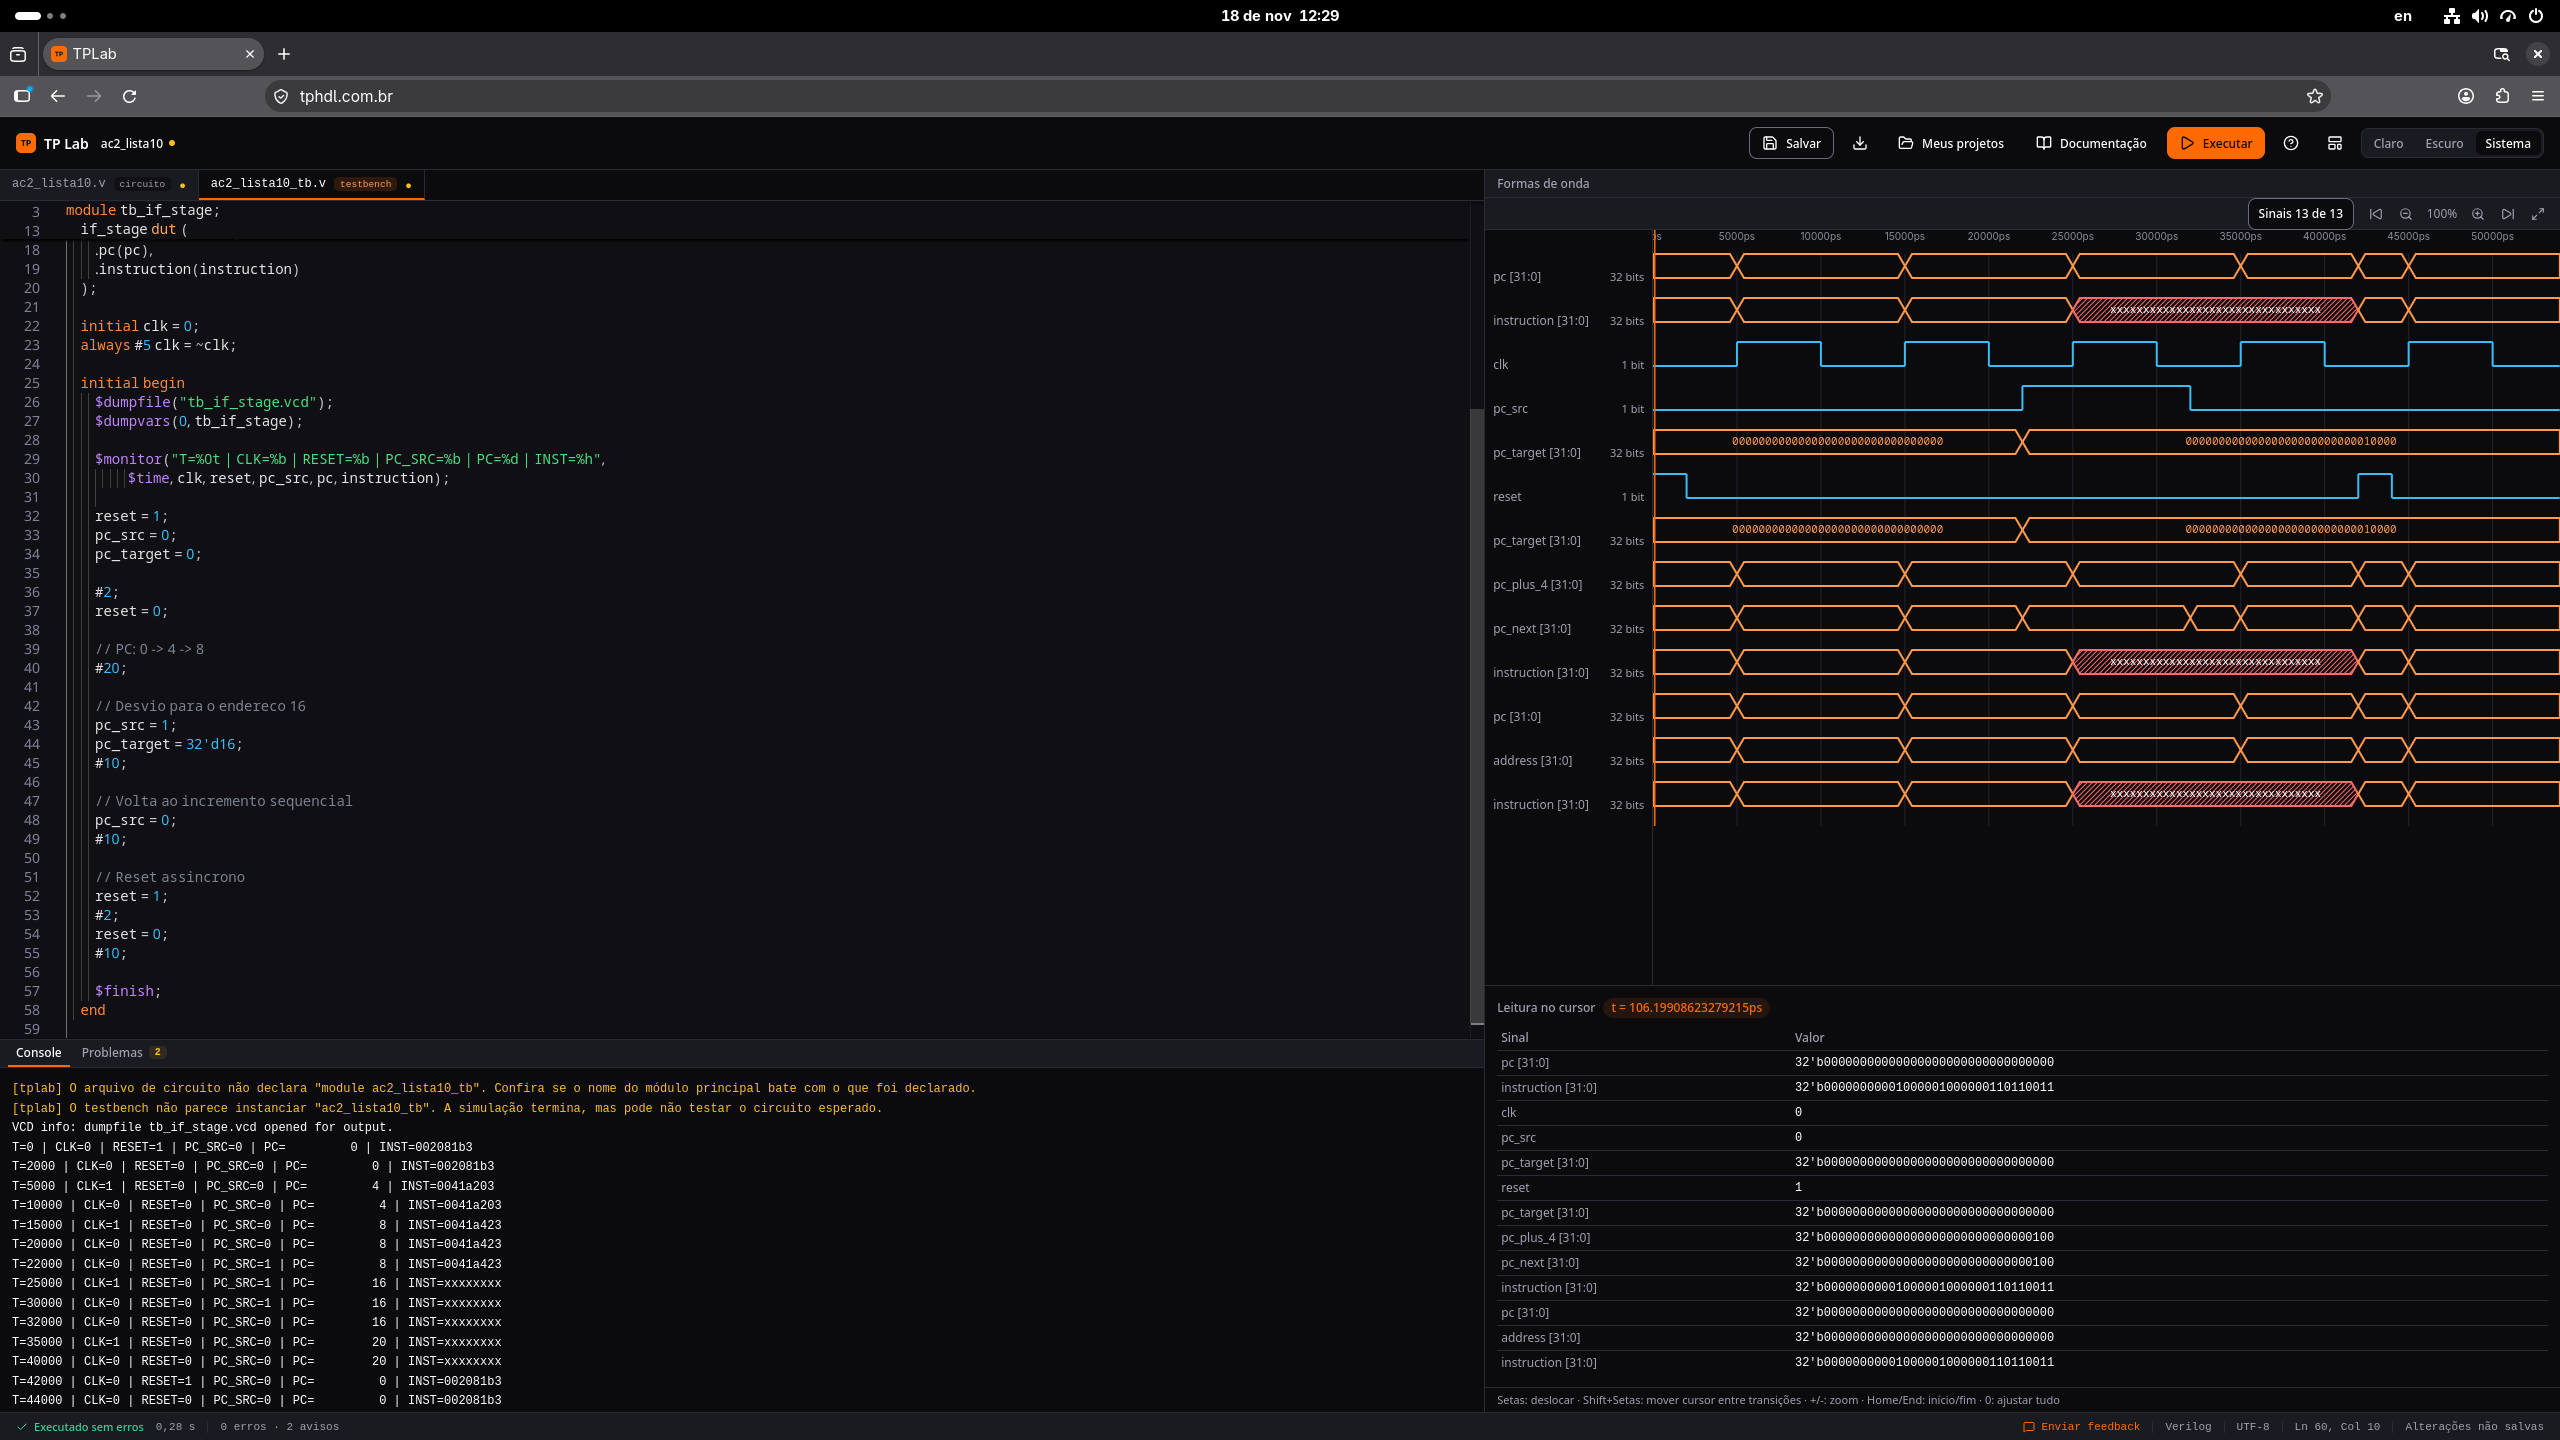 18 de nov 12:29
en
TPLab
tphdl.com.br
TP Lab ac2_lista10
Salvar
Meus projetos
Documentação
Executar
Claro
Escuro
Sistema
ac2_lista10.v circuito
ac2_lista10_tb.v testbench
3 module tb_if_stage;
13 if_stage dut (
18 .pc(pc),
19 .instruction(instruction)
20 );
21
22 initial clk = 0;
23 always #5 clk = ~clk;
24
25 initial begin
26 $dumpfile("tb_if_stage.vcd");
27 $dumpvars(0, tb_if_stage);
28
29 $monitor("T=%0t | CLK=%b | RESET=%b | PC_SRC=%b | PC=%d | INST=%h",
30 $time, clk, reset, pc_src, pc, instruction);
31
32 reset = 1;
33 pc_src = 0;
34 pc_target = 0;
35
36 #2;
37 reset = 0;
38
39 // PC: 0 -> 4 -> 8
40 #20;
41
42 // Desvio para o endereco 16
43 pc_src = 1;
44 pc_target = 32'd16;
45 #10;
46
47 // Volta ao incremento sequencial
48 pc_src = 0;
49 #10;
50
51 // Reset assincrono
52 reset = 1;
53 #2;
54 reset = 0;
55 #10;
56
57 $finish;
58 end
59
Console
Problemas 2
[tplab] O arquivo de circuito não declara "module ac2_lista10_tb". Confira se o nome do módulo principal bate com o que foi declarado.
[tplab] O testbench não parece instanciar "ac2_lista10_tb". A simulação termina, mas pode não testar o circuito esperado.
VCD info: dumpfile tb_if_stage.vcd opened for output.
T=0 | CLK=0 | RESET=1 | PC_SRC=0 | PC= 0 | INST=002081b3
T=2000 | CLK=0 | RESET=0 | PC_SRC=0 | PC= 0 | INST=002081b3
T=5000 | CLK=1 | RESET=0 | PC_SRC=0 | PC= 4 | INST=0041a203
T=10000 | CLK=0 | RESET=0 | PC_SRC=0 | PC= 4 | INST=0041a203
T=15000 | CLK=1 | RESET=0 | PC_SRC=0 | PC= 8 | INST=0041a423
T=20000 | CLK=0 | RESET=0 | PC_SRC=0 | PC= 8 | INST=0041a423
T=22000 | CLK=0 | RESET=0 | PC_SRC=1 | PC= 8 | INST=0041a423
T=25000 | CLK=1 | RESET=0 | PC_SRC=1 | PC= 16 | INST=xxxxxxxx
T=30000 | CLK=0 | RESET=0 | PC_SRC=1 | PC= 16 | INST=xxxxxxxx
T=32000 | CLK=0 | RESET=0 | PC_SRC=0 | PC= 16 | INST=xxxxxxxx
T=35000 | CLK=1 | RESET=0 | PC_SRC=0 | PC= 20 | INST=xxxxxxxx
T=40000 | CLK=0 | RESET=0 | PC_SRC=0 | PC= 20 | INST=xxxxxxxx
T=42000 | CLK=0 | RESET=1 | PC_SRC=0 | PC= 0 | INST=002081b3
T=44000 | CLK=0 | RESET=0 | PC_SRC=0 | PC= 0 | INST=002081b3
Formas de onda
Sinais 13 de 13
100%
5000ps 10000ps 15000ps 20000ps 25000ps 30000ps 35000ps 40000ps 45000ps 50000ps
pc [31:0] 32 bits
instruction [31:0] 32 bits xxxxxxxxxxxxxxxxxxxxxxxxxxxxxxxx
clk 1 bit
pc_src 1 bit
pc_target [31:0] 32 bits 00000000000000000000000000000000 00000000000000000000000000010000
reset 1 bit
pc_target [31:0] 32 bits 00000000000000000000000000000000 00000000000000000000000000010000
pc_plus_4 [31:0] 32 bits
pc_next [31:0] 32 bits
instruction [31:0] 32 bits xxxxxxxxxxxxxxxxxxxxxxxxxxxxxxxx
pc [31:0] 32 bits
address [31:0] 32 bits
instruction [31:0] 32 bits xxxxxxxxxxxxxxxxxxxxxxxxxxxxxxxx
Leitura no cursor t = 106.19908623279215ps
Sinal Valor
pc [31:0] 32'b00000000000000000000000000000000
instruction [31:0] 32'b00000000001000001000000110110011
clk 0
pc_src 0
pc_target [31:0] 32'b00000000000000000000000000000000
reset 1
pc_target [31:0] 32'b00000000000000000000000000000000
pc_plus_4 [31:0] 32'b00000000000000000000000000000100
pc_next [31:0] 32'b00000000000000000000000000000100
instruction [31:0] 32'b00000000001000001000000110110011
pc [31:0] 32'b00000000000000000000000000000000
address [31:0] 32'b00000000000000000000000000000000
instruction [31:0] 32'b00000000001000001000000110110011
Setas: deslocar · Shift+Setas: mover cursor entre transições · +/-: zoom · Home/End: início/fim · 0: ajustar tudo
Executado sem erros 0,28 s 0 erros · 2 avisos
Enviar feedback Verilog UTF-8 Ln 60, Col 10 Alterações não salvas